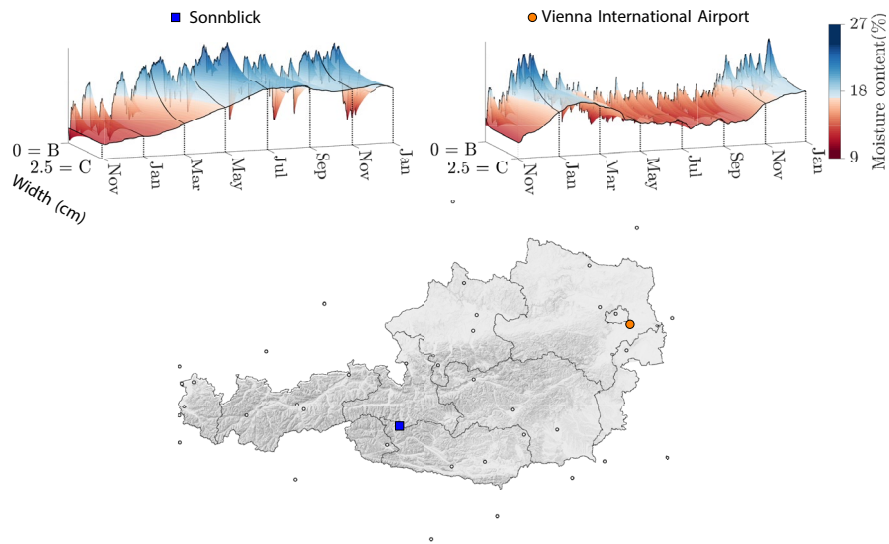 Sonnblick
Vienna International Airport
27
18
9
Moisture content(%)
0 = B
2.5 = C
Width (cm)
Nov
Jan
Mar
May
Jul
Sep
Nov
Jan
0 = B
2.5 = C
Nov
Jan
Mar
May
Jul
Sep
Nov
Jan